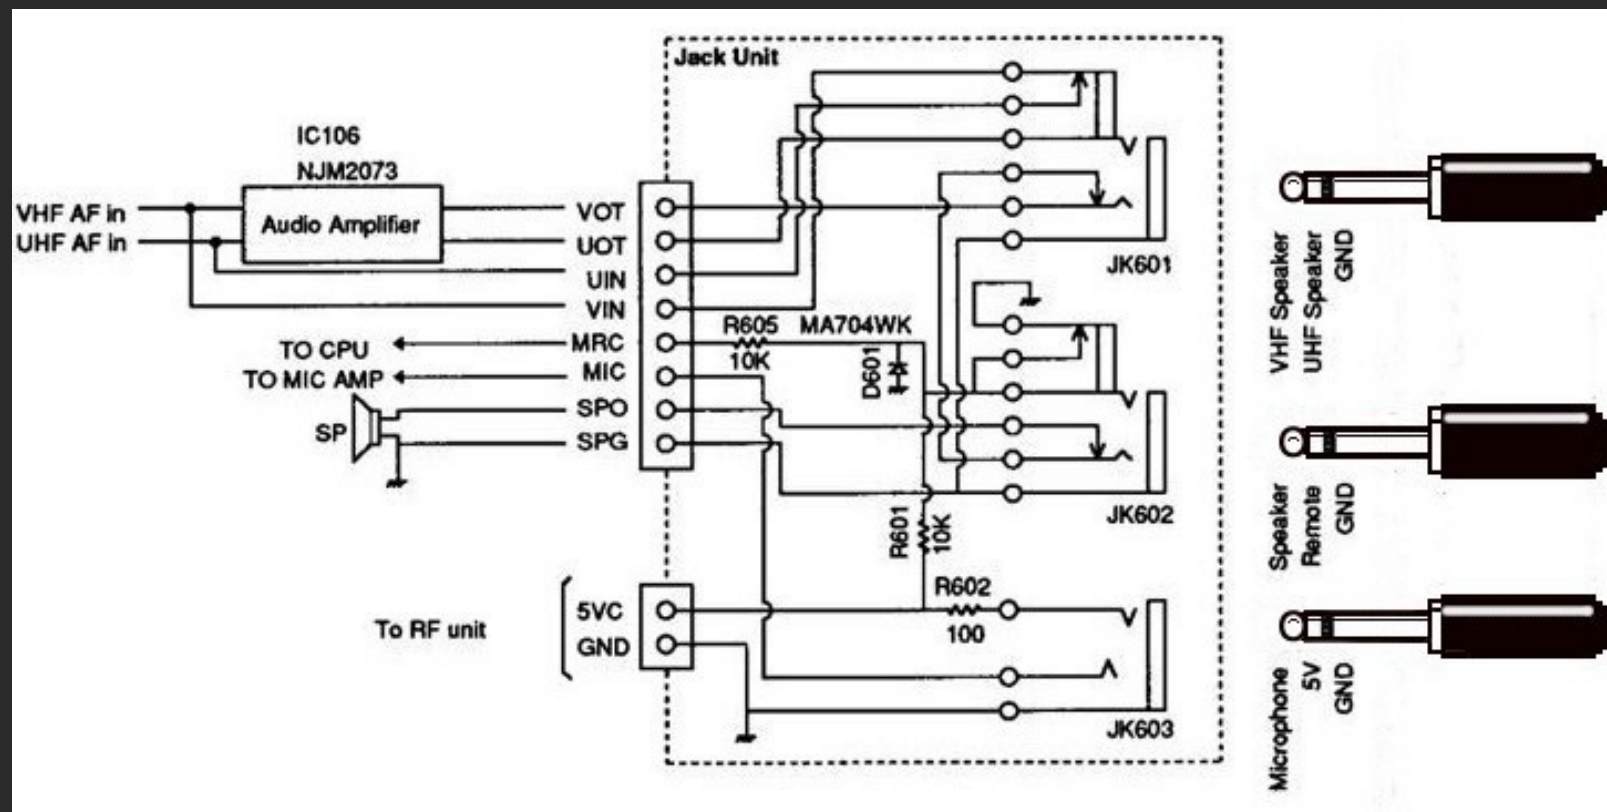 Jack Unit
IC106
NJM2073
VHF AF in
UHF AF in
Audio Amplifier
VOT
UOT
UIN
VIN
MRC
MIC
SPO
SPG
TO CPU
TO MIC AMP
SP
R605
10K
MA704WK
D601
JK601
JK602
R601
10K
R602
100
To RF unit
5VC
GND
JK603
VHF Speaker
UHF Speaker
GND
Speaker
Remote
GND
Microphone
5V
GND